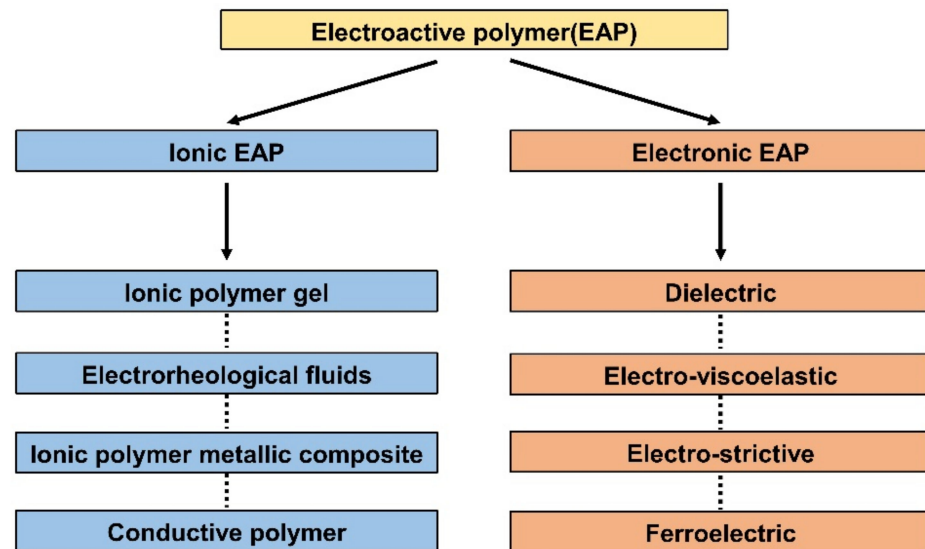 Electroactive polymer(EAP)
Ionic EAP
Electronic EAP
Ionic polymer gel
Dielectric
Electrorheological fluids
Electro-viscoelastic
Ionic polymer metallic composite
Electro-strictive
Conductive polymer
Ferroelectric